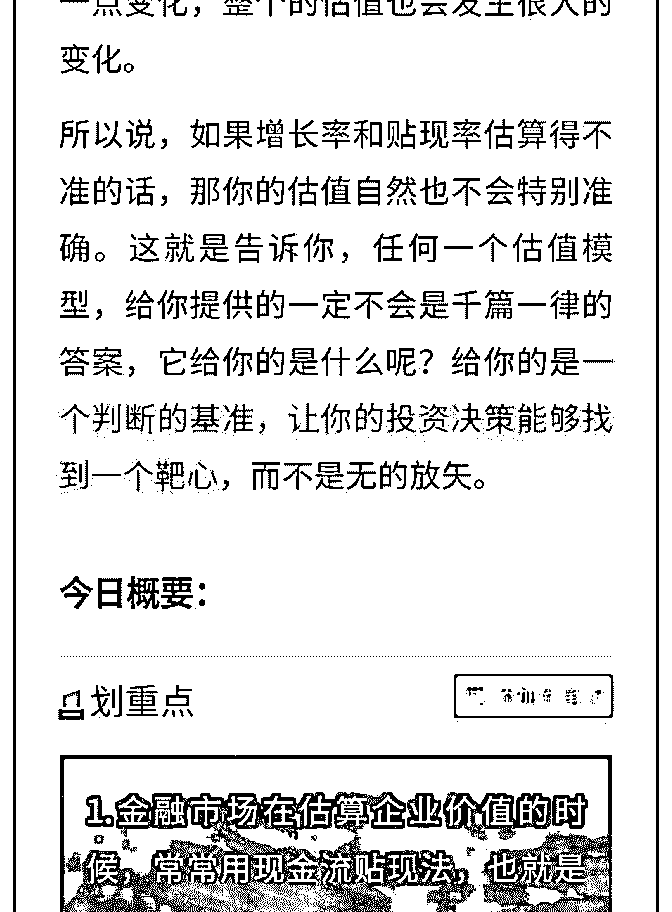 一点变化，整个的估值也会发生很大的
变化。
所以说，如果增长率和贴现率估算得不
准的话，那你的估值自然也不会特别准
确。这就是告诉你，任何一个估值模
型，给你提供的一定不会是千篇一律的
答案，它给你的是什么呢？给你的是一
个判断的基准，让你的投资决策能够找
到一个靶心，而不是无的放矢。
今日概要：
划重点
1.金融市场在估算企业价值的时
候，常常用现金流贴现法，也就是